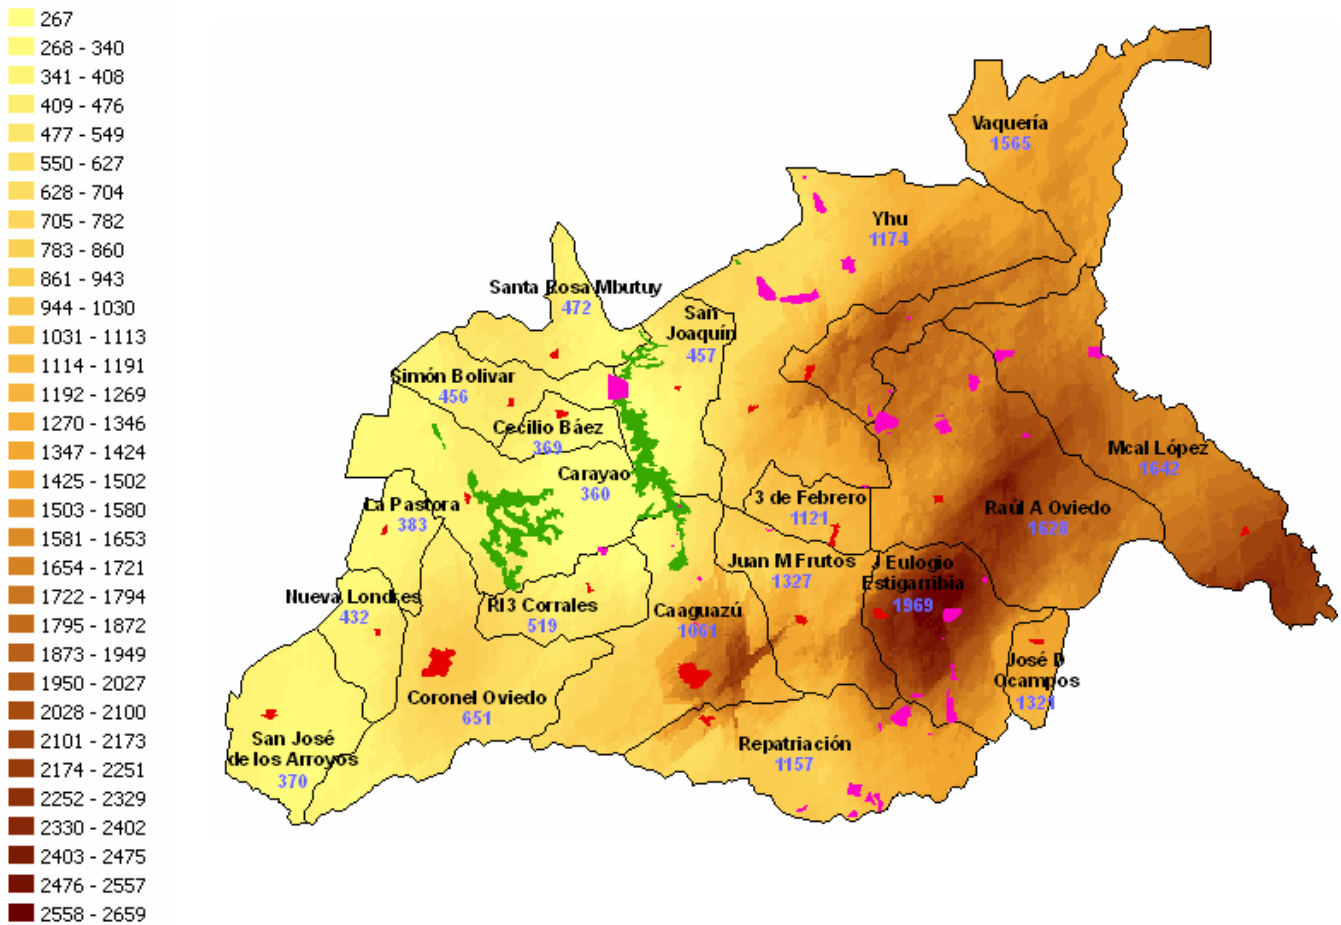 267
268 - 340
341 - 408
409 - 476
477 - 549
550 - 627
628 - 704
705 - 782
783 - 860
861 - 943
944 - 1030
1031 - 1113
1114 - 1191
1192 - 1269
1270 - 1346
1347 - 1424
1425 - 1502
1503 - 1580
1581 - 1653
1654 - 1721
1722 - 1794
1795 - 1872
1873 - 1949
1950 - 2027
2028 - 2100
2101 - 2173
2174 - 2251
2252 - 2329
2330 - 2402
2403 - 2475
2476 - 2557
2558 - 2659
Vaquería
1565
Yhu
1174
Santa Rosa Mbutuy
472
San
Joaquín
457
Simón Bolivar
456
Cecilio Báez
369
Mcal López
1642
Carayao
360
La Pastora
383
3 de Febrero
1121
Raúl A Oviedo
1628
Juan M Frutos
1327
J Eulogio
Estigarribia
1969
Nueva Londres
432
RI3 Corrales
519
Caaguazú
1061
José D
Ocampos
1321
Coronel Oviedo
651
San José
de los Arroyos
370
Repatriación
1157